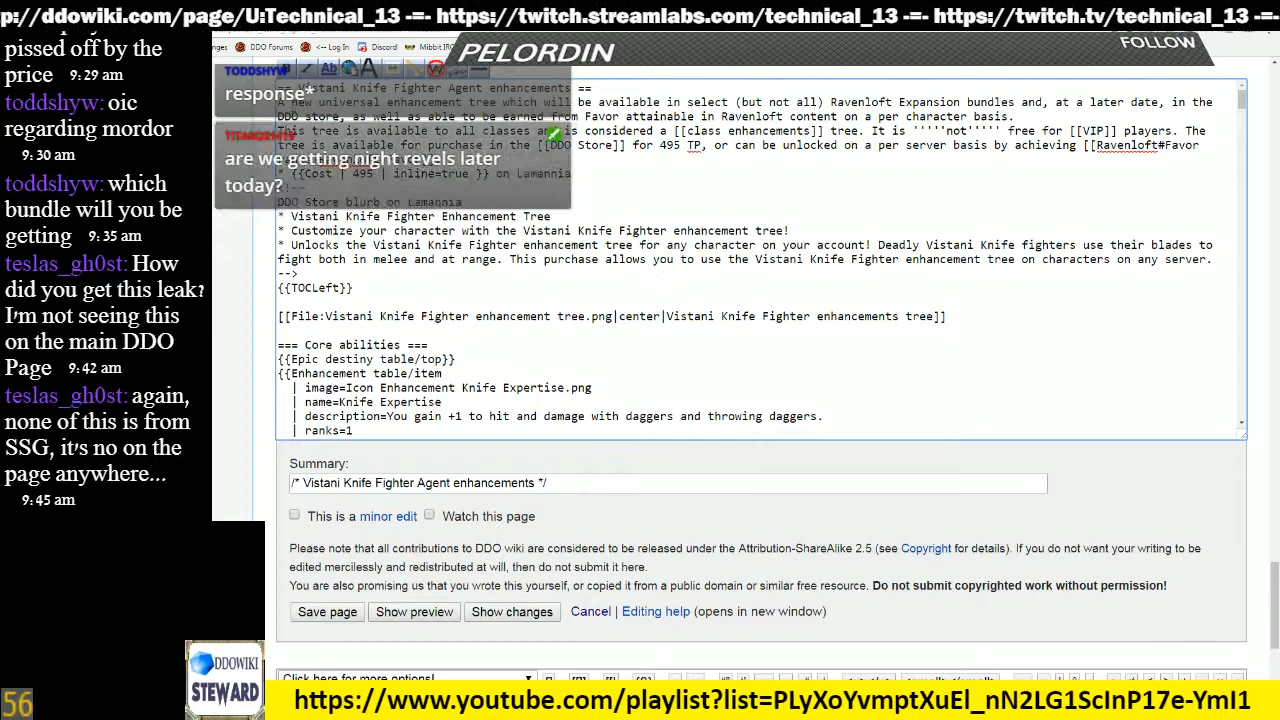 p://ddowiki.com/page/U:Technical_13 -=- https://twitch.streamlabs.com/technical_13 -=- https://twitch.tv/technical_13 -=
pissed off by the
price 9:29 am
toddshyw: oic
regarding mordor
9:30 am
toddshyw: which
bundle will you be
getting 9:35 am
teslas_gh0st: How
did you get this leak?
I'm not seeing this
on the main DDO
Page 9:42 am
teslas_gh0st: again,
none of this is from
SSG, it's no on the
page anywhere...
9:45 am
DDO Forums <-- Log In Discord Mibbit
PELORDIN
FOLLOW
TODDSHYW
response*
are we getting night revels later
today?
== Vistani Knife Fighter Agent enhancements ==
A new universal enhancement tree which will be available in select (but not all) Ravenloft Expansion bundles and, at a later date, in the
DDO store, as well as able to be earned from Favor attainable in Ravenloft content on a per character basis.
This tree is available to all classes and is considered a [[class enhancements]] tree. It is '''''not''''' free for [[VIP]] players. The
tree is available for purchase in the [[DDO Store]] for 495 TP, or can be unlocked on a per server basis by achieving [[Ravenloft#Favor
* {{Cost | 495 | inline=true }} on Lamannia
<!--
DDO Store blurb on Lamannia
* Vistani Knife Fighter Enhancement Tree
* Customize your character with the Vistani Knife Fighter enhancement tree!
* Unlocks the Vistani Knife Fighter enhancement tree for any character on your account! Deadly Vistani Knife fighters use their blades to
fight both in melee and at range. This purchase allows you to use the Vistani Knife Fighter enhancement tree on characters on any server.
-->
{{TOCLeft}}
[[File:Vistani Knife Fighter enhancement tree.png|center|Vistani Knife Fighter enhancements tree]]
=== Core abilities ===
{{Epic destiny table/top}}
{{Enhancement table/item
| image=Icon Enhancement Knife Expertise.png
| name=Knife Expertise
| description=You gain +1 to hit and damage with daggers and throwing daggers.
| ranks=1
Summary:
/* Vistani Knife Fighter Agent enhancements */
This is a minor edit Watch this page
Please note that all contributions to DDO wiki are considered to be released under the Attribution-ShareAlike 2.5 (see Copyright for details). If you do not want your writing to be
edited mercilessly and redistributed at will, then do not submit it here.
You are also promising us that you wrote this yourself, or copied it from a public domain or similar free resource. Do not submit copyrighted work without permission!
Save page Show preview Show changes Cancel | Editing help (opens in new window)
Click here for more options!
DDOWIKI
STEWARD
56
https://www.youtube.com/playlist?list=PLyXoYvmptXuEl_nN2LG1ScInP17e-YmI1